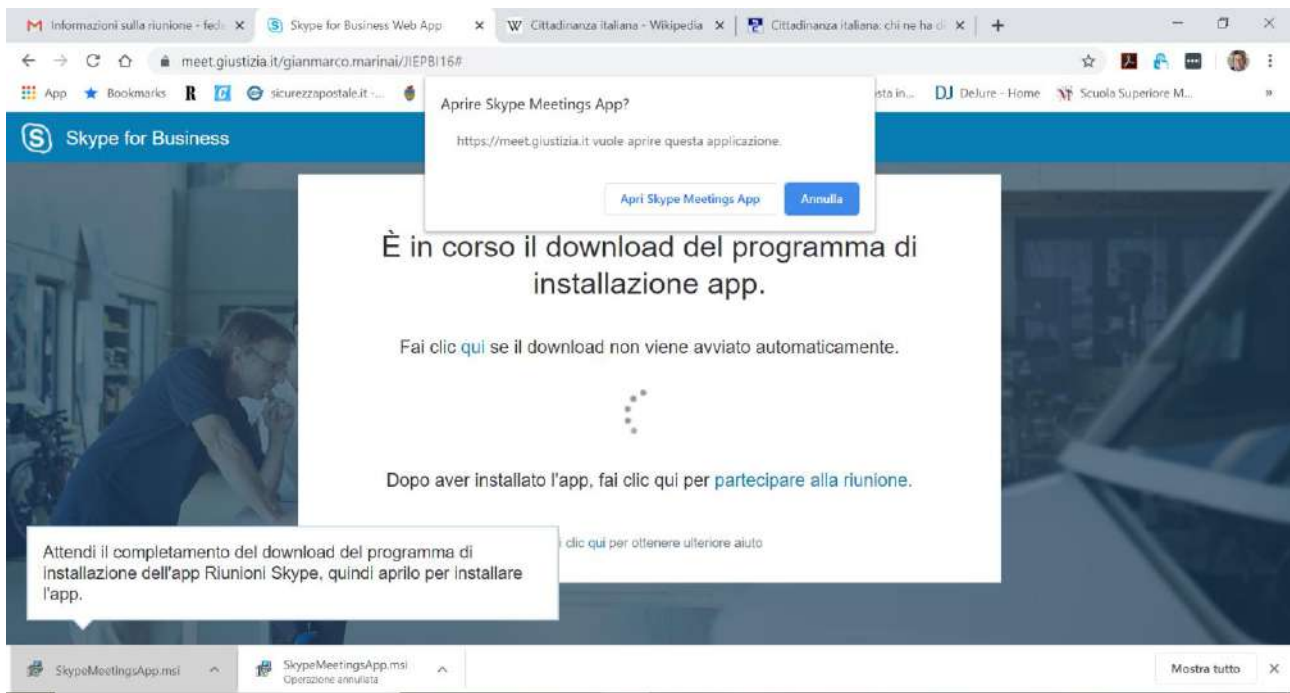 Informazioni sulla riunione - fed
Skype for Business Web App
Cittadinanza italiana - Wikipedia
Cittadinanza italiana: chi ne ha di
meet.giustizia.it/gianmarco.marinai/JIEPBI16#
App
Bookmarks
sicurezzapostale.it -...
sta in...
DeJure - Home
Scuola Superiore M...
Aprire Skype Meetings App?
https://meet.giustizia.it vuole aprire questa applicazione.
Apri Skype Meetings App
Annulla
Skype for Business
È in corso il download del programma di
installazione app.
Fai clic qui se il download non viene avviato automaticamente.
Dopo aver installato l'app, fai clic qui per partecipare alla riunione.
clic qui per ottenere ulteriore aiuto
Attendi il completamento del download del programma di
installazione dell'app Riunioni Skype, quindi aprilo per installare
l'app.
SkypeMeetingsApp.msi
SkypeMeetingsApp.msi
Operazione annullata
Mostra tutto